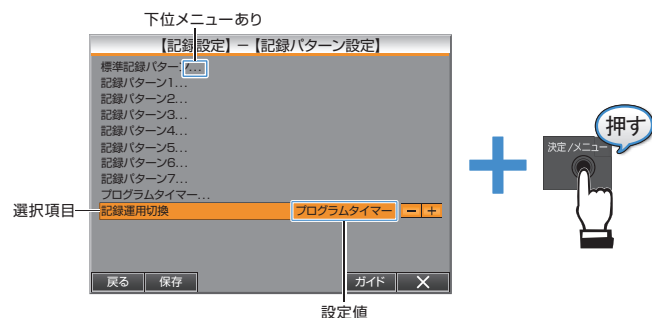 下位メニューあり
【記録設定】－【記録パターン設定】
標準記録パターン...
記録パターン1...
記録パターン2...
記録パターン3...
記録パターン4...
記録パターン5...
記録パターン6...
記録パターン7...
プログラムタイマー...
選択項目
記録運用切換 プログラムタイマー － ＋
戻る 保存 ガイド ×
設定値
押す
決定/メニュー